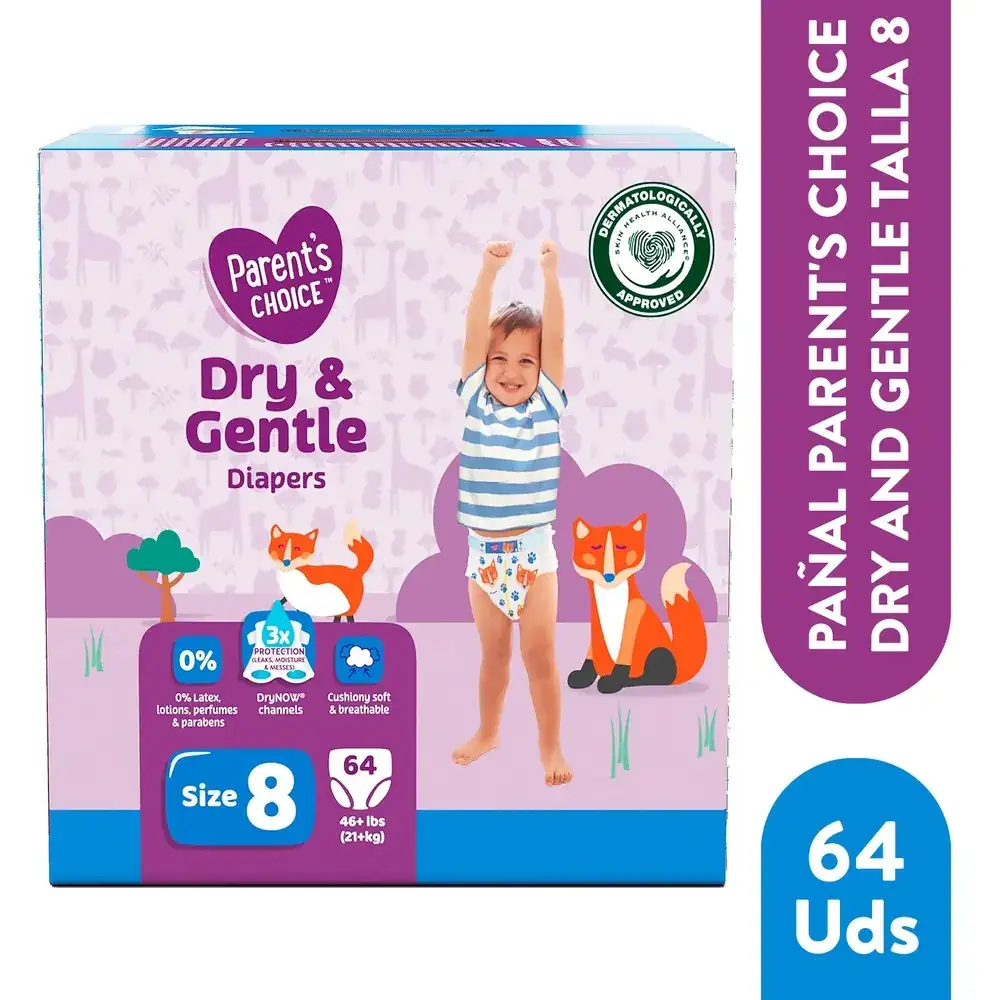 Parent's
CHOICE™
Dry &
Gentle
Diapers
DERMATOLOGICALLY
SKIN HEALTH ALLIANCE®
APPROVED
0%
0% Latex,
lotions, perfumes
& parabens
3x
PROTECTION
(LEAKS, MOISTURE
& MESSES)
DryNOW®
channels
Cushiony soft
& breathable
Size 8
64
46+ lbs
(21+kg)
PAÑAL PARENT'S CHOICE
DRY AND GENTLE TALLA 8
64
Uds